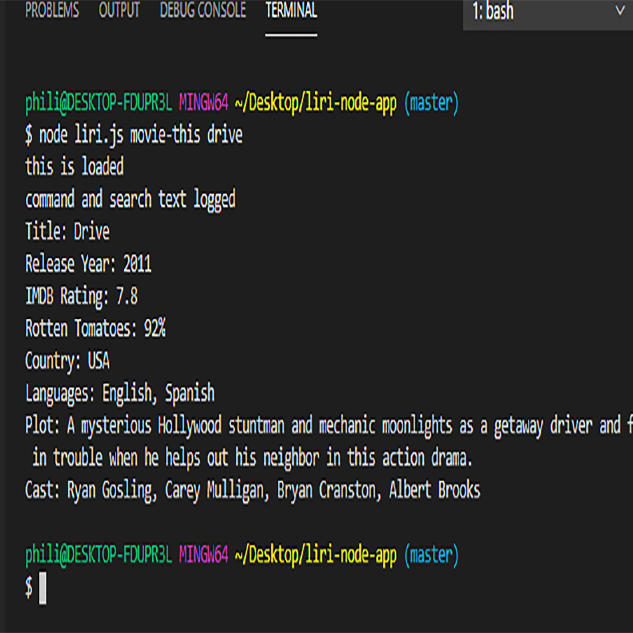 PROBLEMS OUTPUT DEBUG CONSOLE TERMINAL 1: bash
phili@DESKTOP-FDUPR3L MINGW64 ~/Desktop/liri-node-app (master)
$ node liri.js movie-this drive
this is loaded
command and search text logged
Title: Drive
Release Year: 2011
IMDB Rating: 7.8
Rotten Tomatoes: 92%
Country: USA
Languages: English, Spanish
Plot: A mysterious Hollywood stuntman and mechanic moonlights as a getaway driver and
in trouble when he helps out his neighbor in this action drama.
Cast: Ryan Gosling, Carey Mulligan, Bryan Cranston, Albert Brooks
phili@DESKTOP-FDUPR3L MINGW64 ~/Desktop/liri-node-app (master)
$